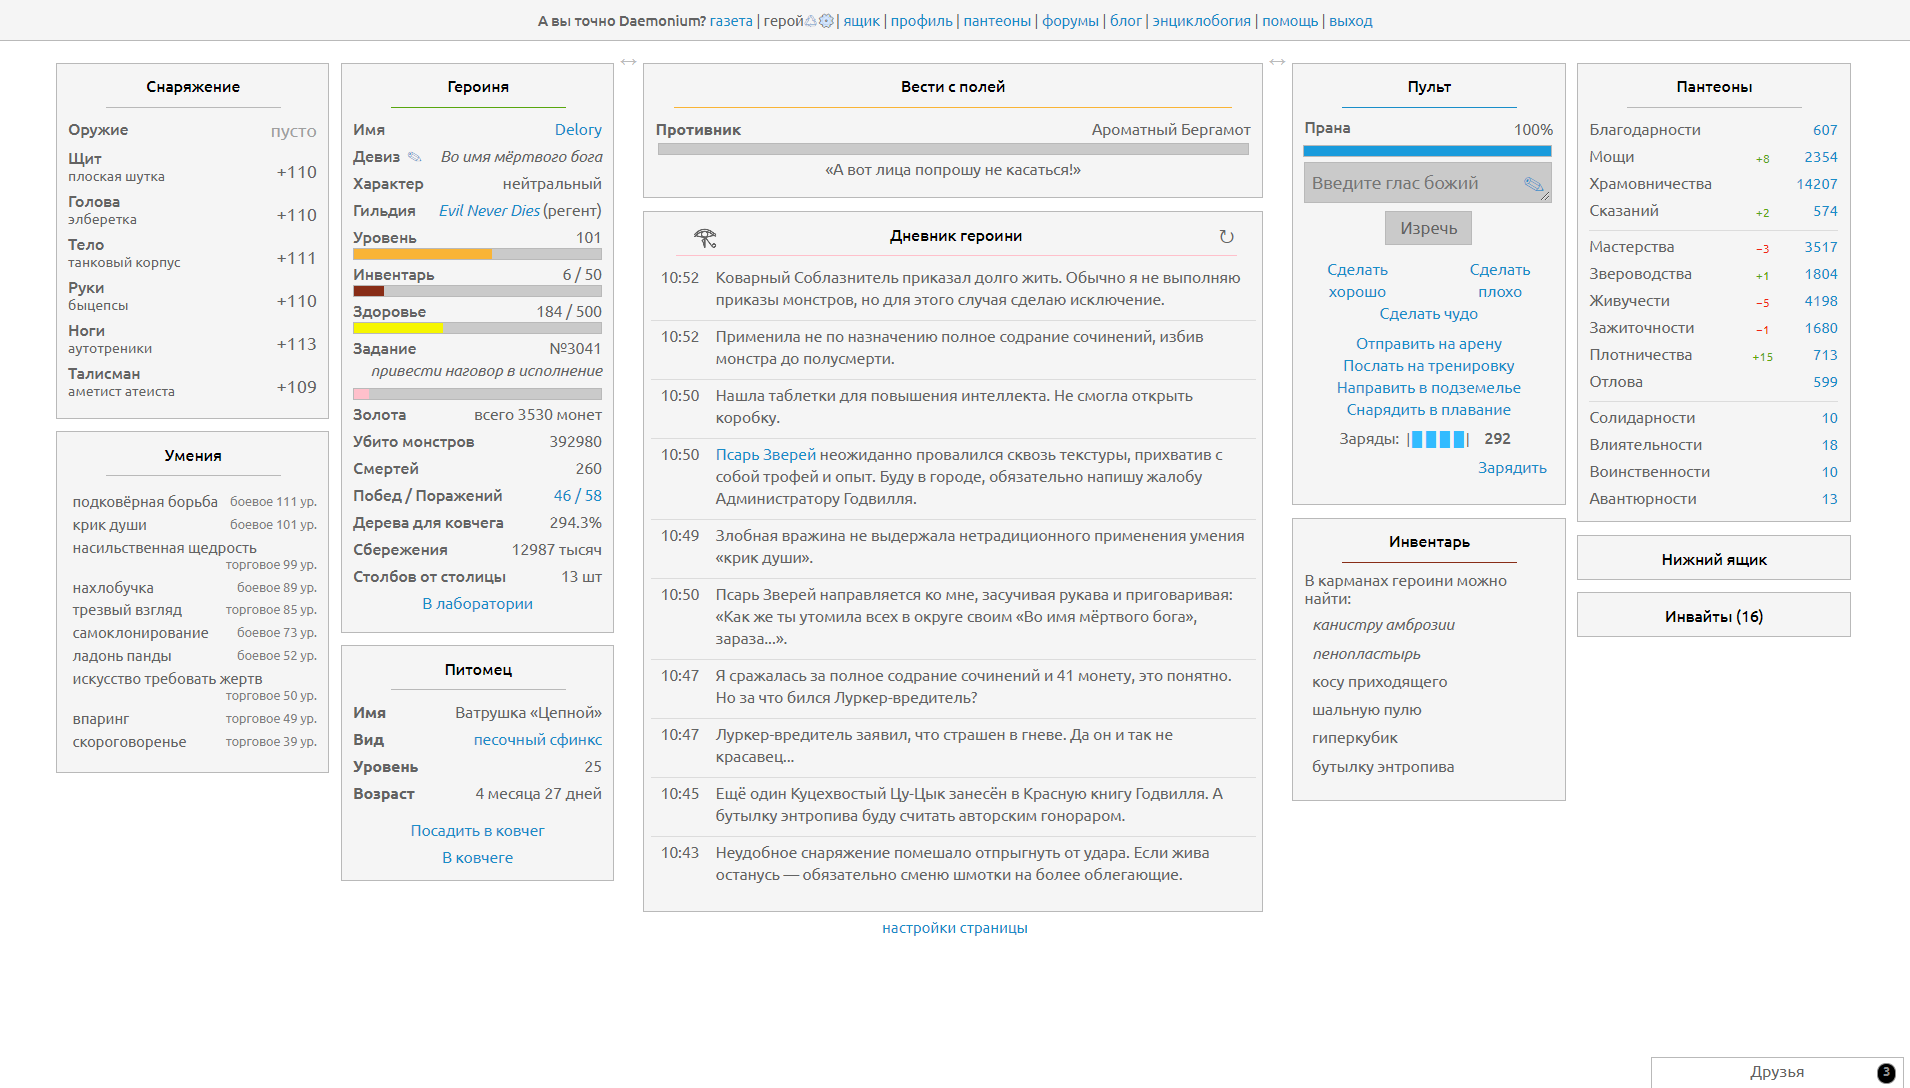 А вы точно Daemonium? газета | герой | ящик | профиль | пантеоны | форумы | блог | энциклобогия | помощь | выход
Снаряжение
Оружие пусто
Щит
плоская шутка +110
Голова
элберетка +110
Тело
танковый корпус +111
Руки
быцепсы +110
Ноги
аутотреники +113
Талисман
аметист атеиста +109
Умения
подковёрная борьба боевое 111 ур.
крик души боевое 101 ур.
насильственная щедрость
торговое 99 ур.
нахлобучка боевое 89 ур.
трезвый взгляд торговое 85 ур.
самоклонирование боевое 73 ур.
ладонь панды боевое 52 ур.
искусство требовать жертв
торговое 50 ур.
впаринг торговое 49 ур.
скороговоренье торговое 39 ур.
Героиня
Имя Delory
Девиз Во имя мёртвого бога
Характер нейтральный
Гильдия Evil Never Dies (регент)
Уровень 101
Инвентарь 6 / 50
Здоровье 184 / 500
Задание №3041
привести наговор в исполнение
Золота всего 3530 монет
Убито монстров 392980
Смертей 260
Побед / Поражений 46 / 58
Дерева для ковчега 294.3%
Сбережения 12987 тысяч
Столбов от столицы 13 шт
В лаборатории
Питомец
Имя Ватрушка «Цепной»
Вид песочный сфинкс
Уровень 25
Возраст 4 месяца 27 дней
Посадить в ковчег
В ковчеге
Вести с полей
Противник Ароматный Бергамот
«А вот лица попрошу не касаться!»
Дневник героини
10:52 Коварный Соблазнитель приказал долго жить. Обычно я не выполняю
приказы монстров, но для этого случая сделаю исключение.
10:52 Применила не по назначению полное содрание сочинений, избив
монстра до полусмерти.
10:50 Нашла таблетки для повышения интеллекта. Не смогла открыть
коробку.
10:50 Псарь Зверей неожиданно провалился сквозь текстуры, прихватив с
собой трофей и опыт. Буду в городе, обязательно напишу жалобу
Администратору Годвилля.
10:49 Злобная вражина не выдержала нетрадиционного применения умения
«крик души».
10:50 Псарь Зверей направляется ко мне, засучивая рукава и приговаривая:
«Как же ты утомила всех в округе своим «Во имя мёртвого бога»,
зараза...».
10:47 Я сражалась за полное содрание сочинений и 41 монету, это понятно.
Но за что бился Луркер-вредитель?
10:47 Луркер-вредитель заявил, что страшен в гневе. Да он и так не
красавец...
10:45 Ещё один Куцехвостый Цу-Цык занесён в Красную книгу Годвилля. А
бутылку энтропива буду считать авторским гонораром.
10:43 Неудобное снаряжение помешало отпрыгнуть от удара. Если жива
останусь — обязательно сменю шмотки на более облегающие.
настройки страницы
Пульт
Прана 100%
Введите глас божий
Изречь
Сделать хорошо
Сделать плохо
Сделать чудо
Отправить на арену
Послать на тренировку
Направить в подземелье
Снарядить в плавание
Заряды: 292
Зарядить
Инвентарь
В карманах героини можно
найти:
канистру амброзии
пенопластырь
косу приходящего
шальную пулю
гиперкубик
бутылку энтропива
Пантеоны
Благодарности 607
Мощи +8 2354
Храмовничества 14207
Сказаний +2 574
Мастерства −3 3517
Звероводства +1 1804
Живучести −5 4198
Зажиточности −1 1680
Плотничества +15 713
Отлова 599
Солидарности 10
Влиятельности 18
Воинственности 10
Авантюрности 13
Нижний ящик
Инвайты (16)
Друзья 3